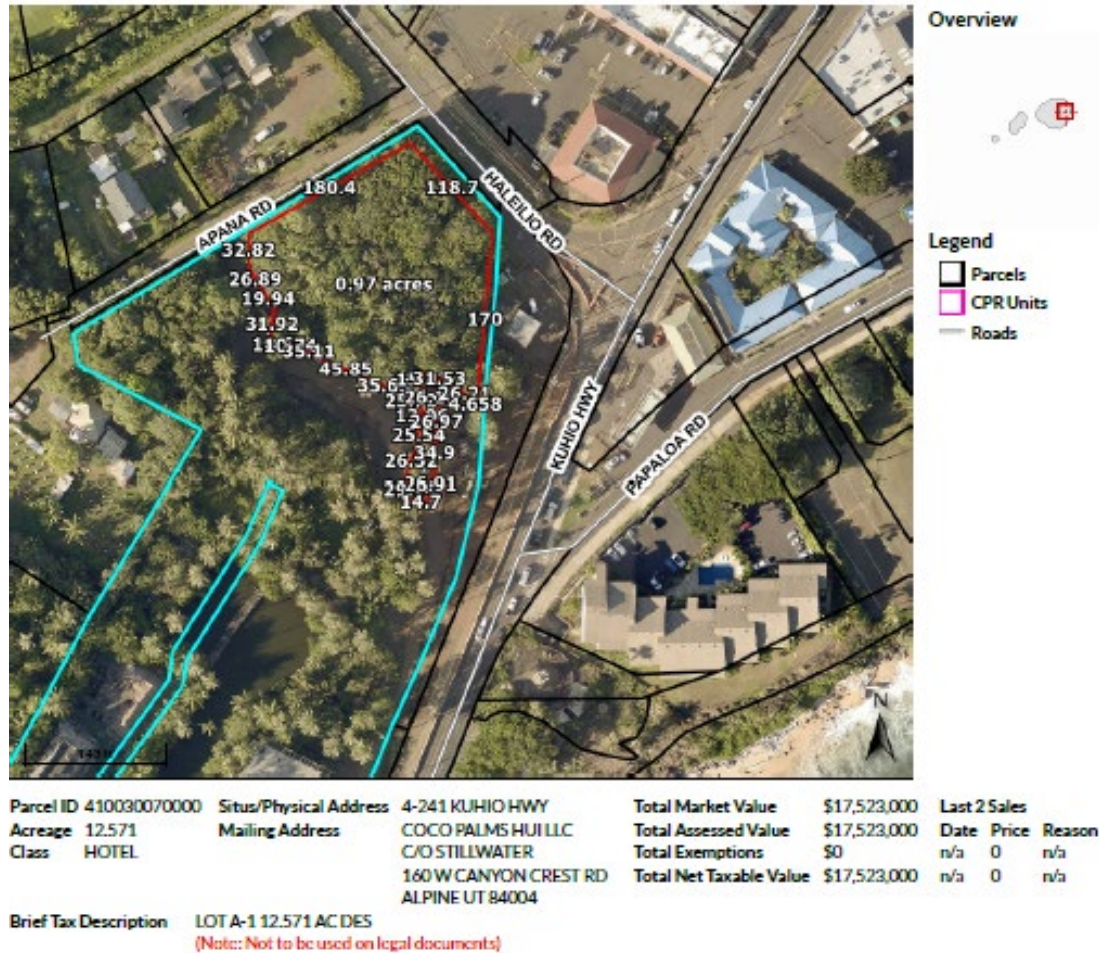 Overview
180.4
118.7
HALEILIO RD
APANA RD
32.82
26.89
0.97 acres
19.94
Legend
Parcels
CPR Units
Roads
170
31.92
35.11
45.85
31.53
4.658
26.97
25.54
34.9
26.91
14.7
KUHIO HWY
PAPALOA RD
N
Parcel ID 410030070000 Situs/Physical Address 4-241 KUHIO HWY Total Market Value $17,523,000 Last 2 Sales
Acreage 12.571 Mailing Address COCO PALMS HUI LLC Total Assessed Value $17,523,000 Date Price Reason
Class HOTEL C/O STILLWATER Total Exemptions $0 n/a 0 n/a
160 W CANYON CREST RD Total Net Taxable Value $17,523,000 n/a 0 n/a
ALPINE UT 84004
Brief Tax Description LOT A-1 12.571 AC DES
(Note: Not to be used on legal documents)